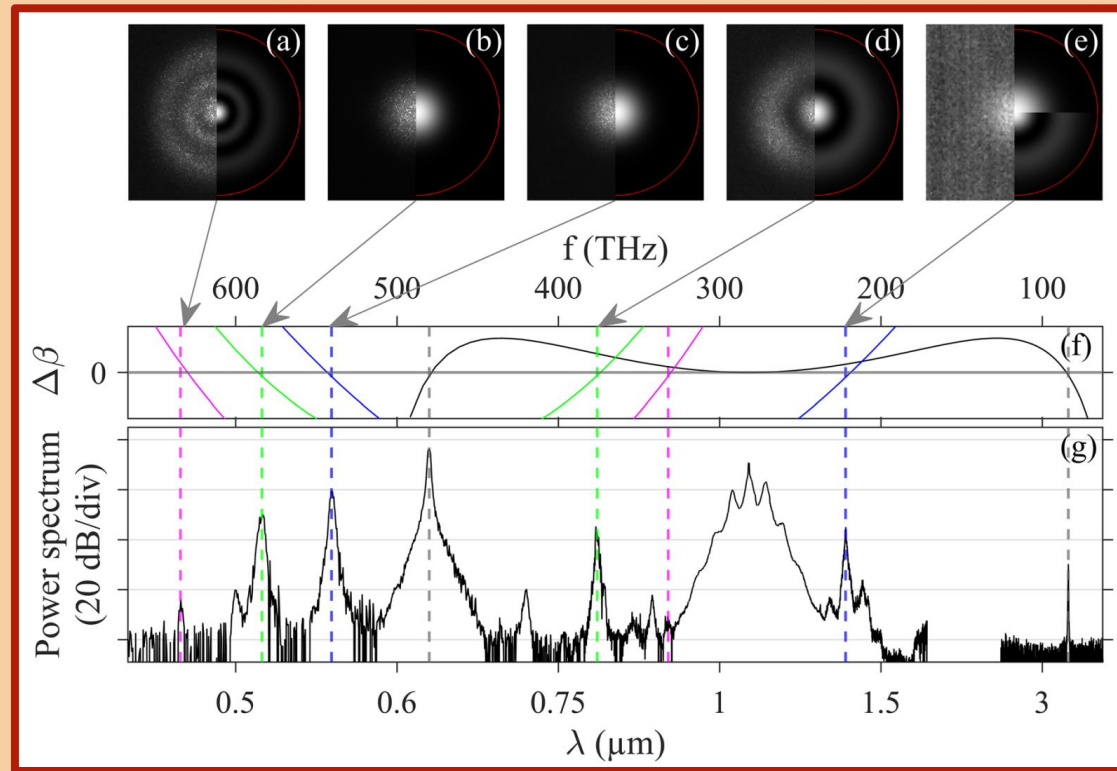 (a) (b) (c) (d) (e)
f (THz)
600 500 400 300 200 100
Δβ 0 (f)
Power spectrum
(20 dB/div)
(g)
0.5 0.6 0.75 1 1.5 3
λ (μm)